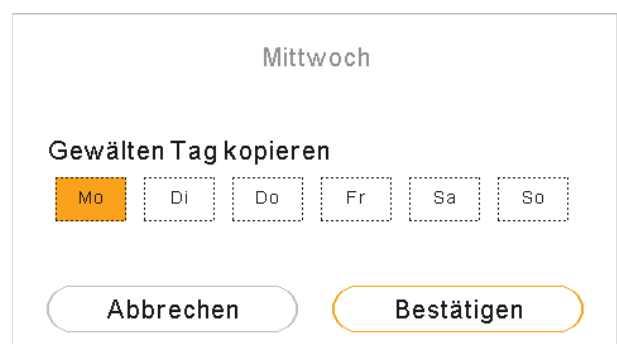 Mittwoch
Gewälten Tag kopieren
Mo Di Do Fr Sa So
Abbrechen Bestätigen